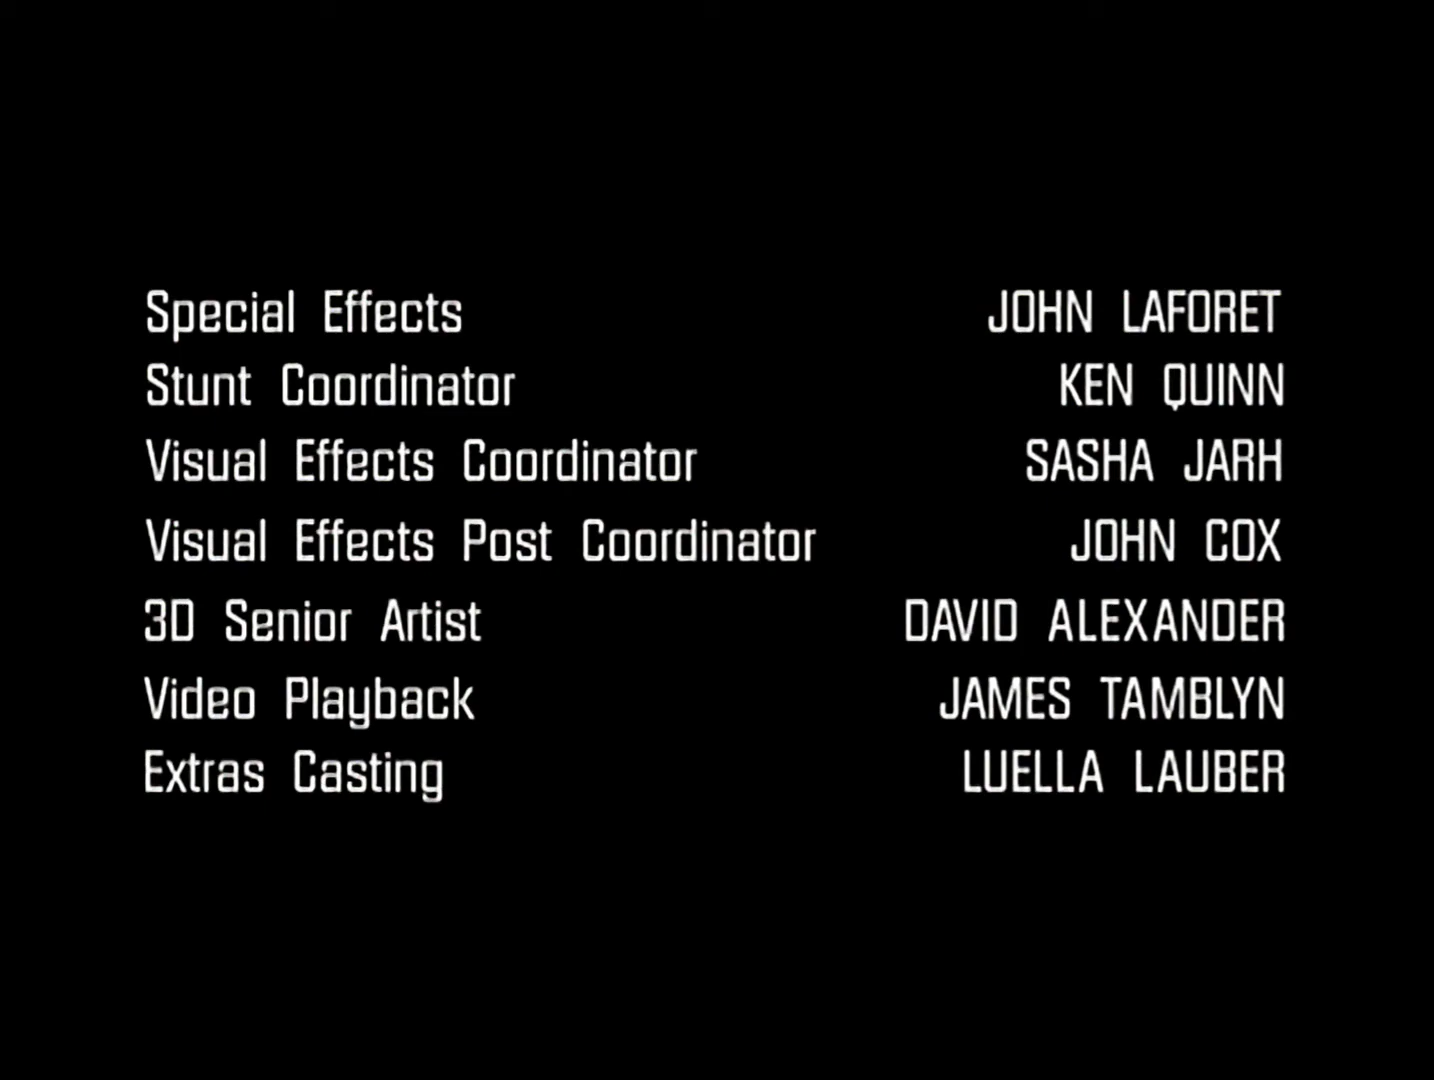 Special Effects JOHN LAFORET
Stunt Coordinator KEN QUINN
Visual Effects Coordinator SASHA JARH
Visual Effects Post Coordinator JOHN COX
3D Senior Artist DAVID ALEXANDER
Video Playback JAMES TAMBLYN
Extras Casting LUELLA LAUBER